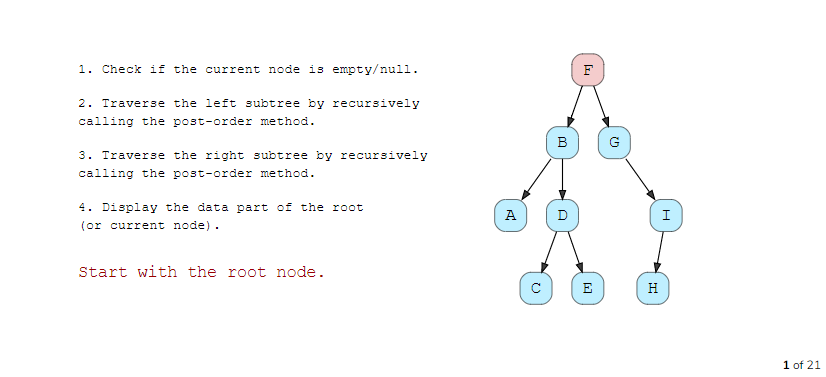 1. Check if the current node is empty/null.
2. Traverse the left subtree by recursively
calling the post-order method.
3. Traverse the right subtree by recursively
calling the post-order method.
4. Display the data part of the root
(or current node).
Start with the root node.
F
B G
A D I
C E H
1 of 21